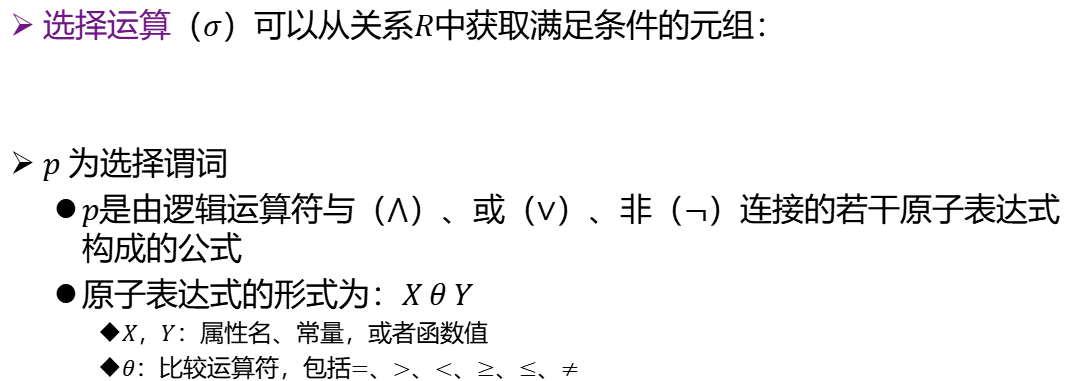 ➢ 选择运算（σ）可以从关系R中获取满足条件的元组：
➢ p 为选择谓词
●p是由逻辑运算符与（∧）、或（∨）、非（¬）连接的若干原子表达式
构成的公式
●原子表达式的形式为：X θ Y
◆X，Y：属性名、常量，或者函数值
◆θ：比较运算符，包括=、>、<、≥、≤、≠